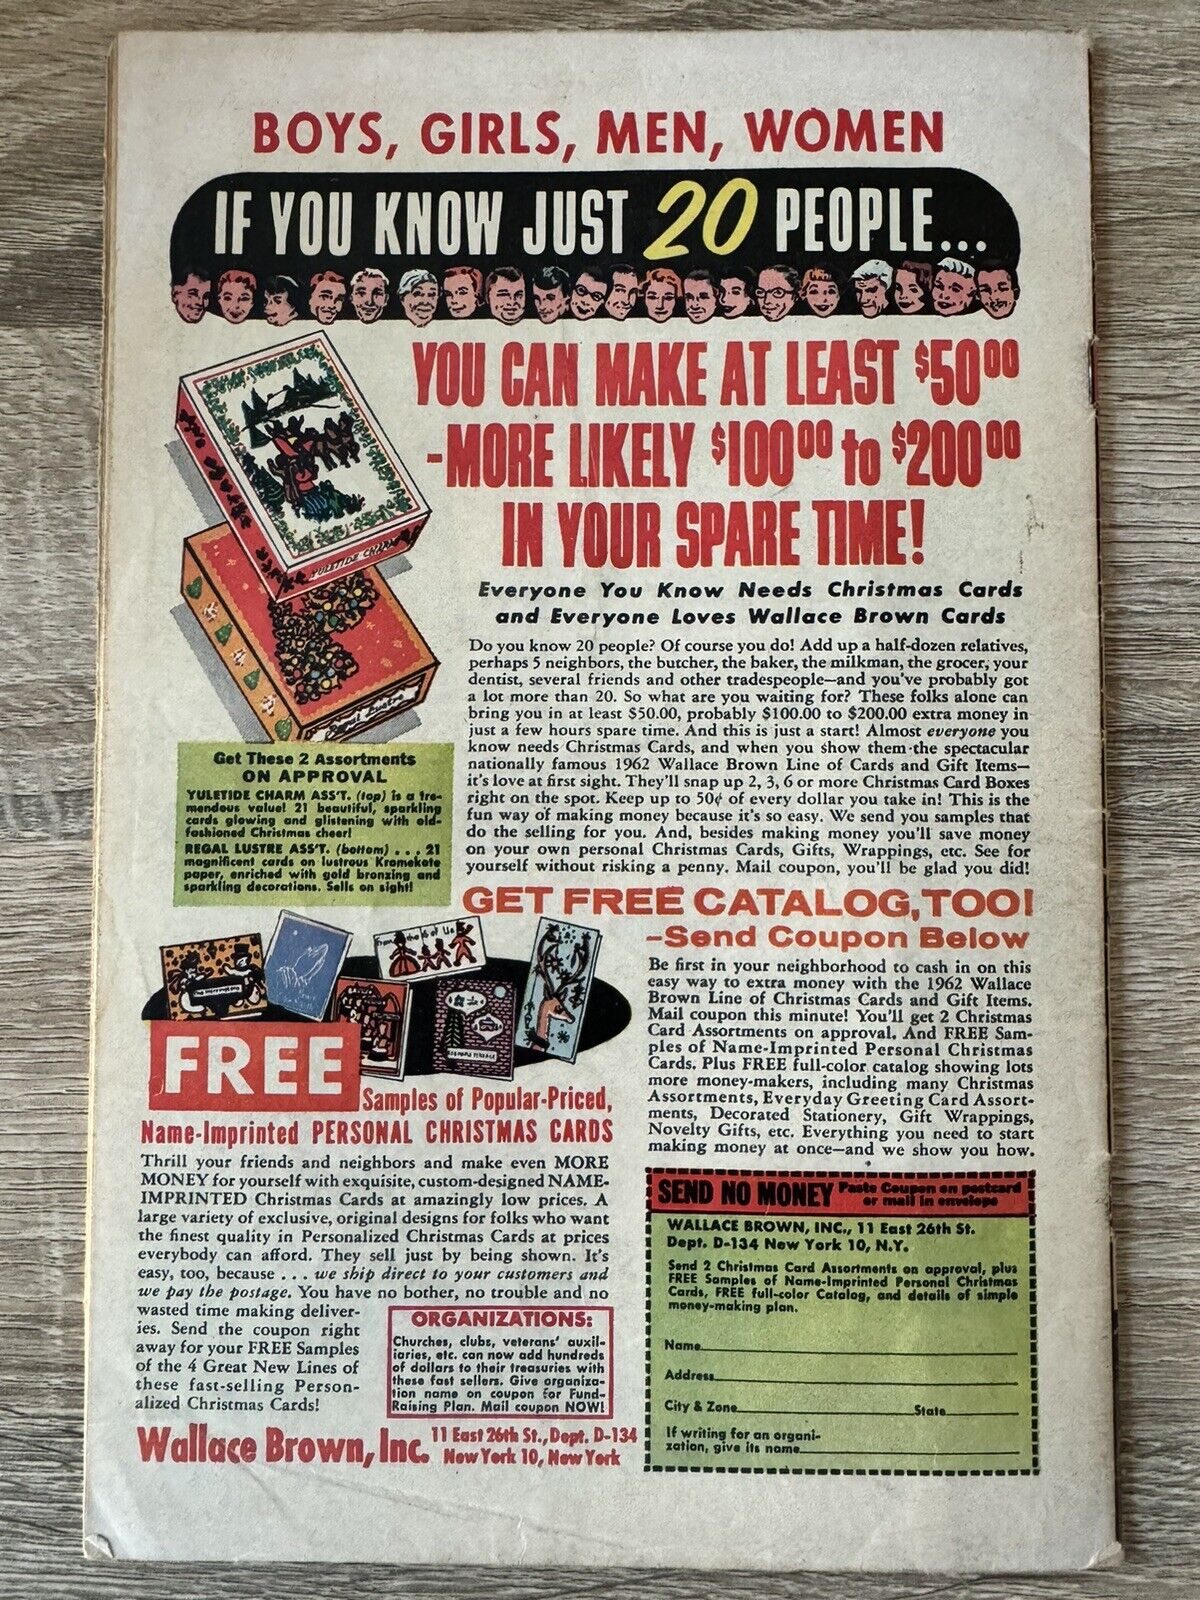 BOYS, GIRLS, MEN, WOMEN
IF YOU KNOW JUST 20 PEOPLE...
YOU CAN MAKE AT LEAST $50⁰⁰
-MORE LIKELY $100⁰⁰ to $200⁰⁰
IN YOUR SPARE TIME!
Everyone You Know Needs Christmas Cards
and Everyone Loves Wallace Brown Cards
Do you know 20 people? Of course you do! Add up a half-dozen relatives,
perhaps 5 neighbors, the butcher, the baker, the milkman, the grocer, your
dentist, several friends and other tradespeople—and you've probably got
a lot more than 20. So what are you waiting for? These folks alone can
bring you in at least $50.00, probably $100.00 to $200.00 extra money in
just a few hours spare time. And this is just a start! Almost everyone you
know needs Christmas Cards, and when you show them the spectacular
nationally famous 1962 Wallace Brown Line of Cards and Gift Items—
it's love at first sight. They'll snap up 2, 3, 6 or more Christmas Card Boxes
right on the spot. Keep up to 50¢ of every dollar you take in! This is the
fun way of making money because it's so easy. We send you samples that
do the selling for you. And, besides making money you'll save money
on your own personal Christmas Cards, Gifts, Wrappings, etc. See for
yourself without risking a penny. Mail coupon, you'll be glad you did!
YULETIDE CHARM
Regal Lustre
Get These 2 Assortments
ON APPROVAL
YULETIDE CHARM ASS'T. (top) is a tre-
mendous value! 21 beautiful, sparkling
cards glowing and glistening with old-
fashioned Christmas cheer!
REGAL LUSTRE ASS'T. (bottom) . . . 21
magnificent cards on lustrous Kromekote
paper, enriched with gold bronzing and
sparkling decorations. Sells on sight!
GET FREE CATALOG, TOO!
—Send Coupon Below
Be first in your neighborhood to cash in on this
easy way to extra money with the 1962 Wallace
Brown Line of Christmas Cards and Gift Items.
Mail coupon this minute! You'll get 2 Christmas
Card Assortments on approval. And FREE Sam-
ples of Name-Imprinted Personal Christmas
Cards. Plus FREE full-color catalog showing lots
more money-makers, including many Christmas
Assortments, Everyday Greeting Card Assort-
ments, Decorated Stationery, Gift Wrappings,
Novelty Gifts, etc. Everything you need to start
making money at once—and we show you how.
From the of Us
FREE
Samples of Popular-Priced,
Name-Imprinted PERSONAL CHRISTMAS CARDS
Thrill your friends and neighbors and make even MORE
MONEY for yourself with exquisite, custom-designed NAME-
IMPRINTED Christmas Cards at amazingly low prices. A
large variety of exclusive, original designs for folks who want
the finest quality in Personalized Christmas Cards at prices
everybody can afford. They sell just by being shown. It's
easy, too, because . . . we ship direct to your customers and
we pay the postage. You have no bother, no trouble and no
wasted time making deliver-
ies. Send the coupon right
away for your FREE Samples
of the 4 Great New Lines of
these fast-selling Person-
alized Christmas Cards!
ORGANIZATIONS:
Churches, clubs, veterans' auxil-
iaries, etc. can now add hundreds
of dollars to their treasuries with
these fast sellers. Give organiza-
tion name on coupon for Fund-
Raising Plan. Mail coupon NOW!
Wallace Brown, Inc. 11 East 26th St., Dept. D-134
New York 10, New York
SEND NO MONEY Paste Coupon on postcard
or mail in envelope
WALLACE BROWN, INC., 11 East 26th St.
Dept. D-134 New York 10, N.Y.
Send 2 Christmas Card Assortments on approval, plus
FREE Samples of Name-Imprinted Personal Christmas
Cards, FREE full-color Catalog, and details of simple
money-making plan.
Name
Address
City & Zone State
If writing for an organi-
zation, give its name